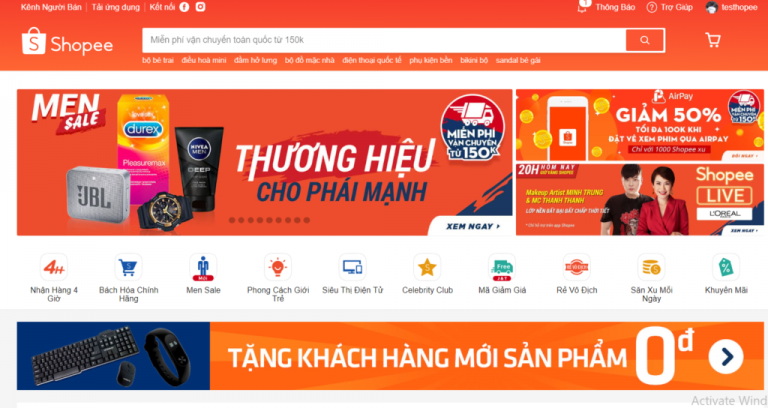 Kênh Người Bán | Tải ứng dụng | Kết nối
1 Thông Báo
Trợ Giúp
testhopee
Shopee
Miễn phí vận chuyển toàn quốc từ 150k
bộ bé trai điều hoà mini đầm hở lưng bộ đồ mặc nhà điện thoại quốc tế phụ kiện bền bikini bộ sandal bé gái
MEN
SALE
durex
Pleasuremax
JBL
NIVEA
MEN
DEEP
THƯƠNG HIỆU
CHO PHÁI MẠNH
MIỄN PHÍ
VẬN CHUYỂN
TỪ 150K
XEM NGAY
AirPay
GIẢM 50%
TỐI ĐA 100K KHI
ĐẶT VÉ XEM PHIM QUA AIRPAY
Chỉ với 1000 Shopee xu
MIỄN PHÍ
VẬN CHUYỂN
TỪ 150K
20H HÔM NAY
Makeup Artist MINH TRUNG
& MC THANH THANH
Shopee
LIVE
L'ORÉAL
XEM NGAY
Nhận Hàng 4 Giờ
Bách Hóa Chính Hãng
Men Sale
Phong Cách Giới Trẻ
Siêu Thị Điện Tử
Celebrity Club
Mã Giảm Giá
Rẻ Vô Địch
Săn Xu Mỗi Ngày
Khuyến Mãi
TẶNG KHÁCH HÀNG MỚI SẢN PHẨM 0đ
Activate Wind